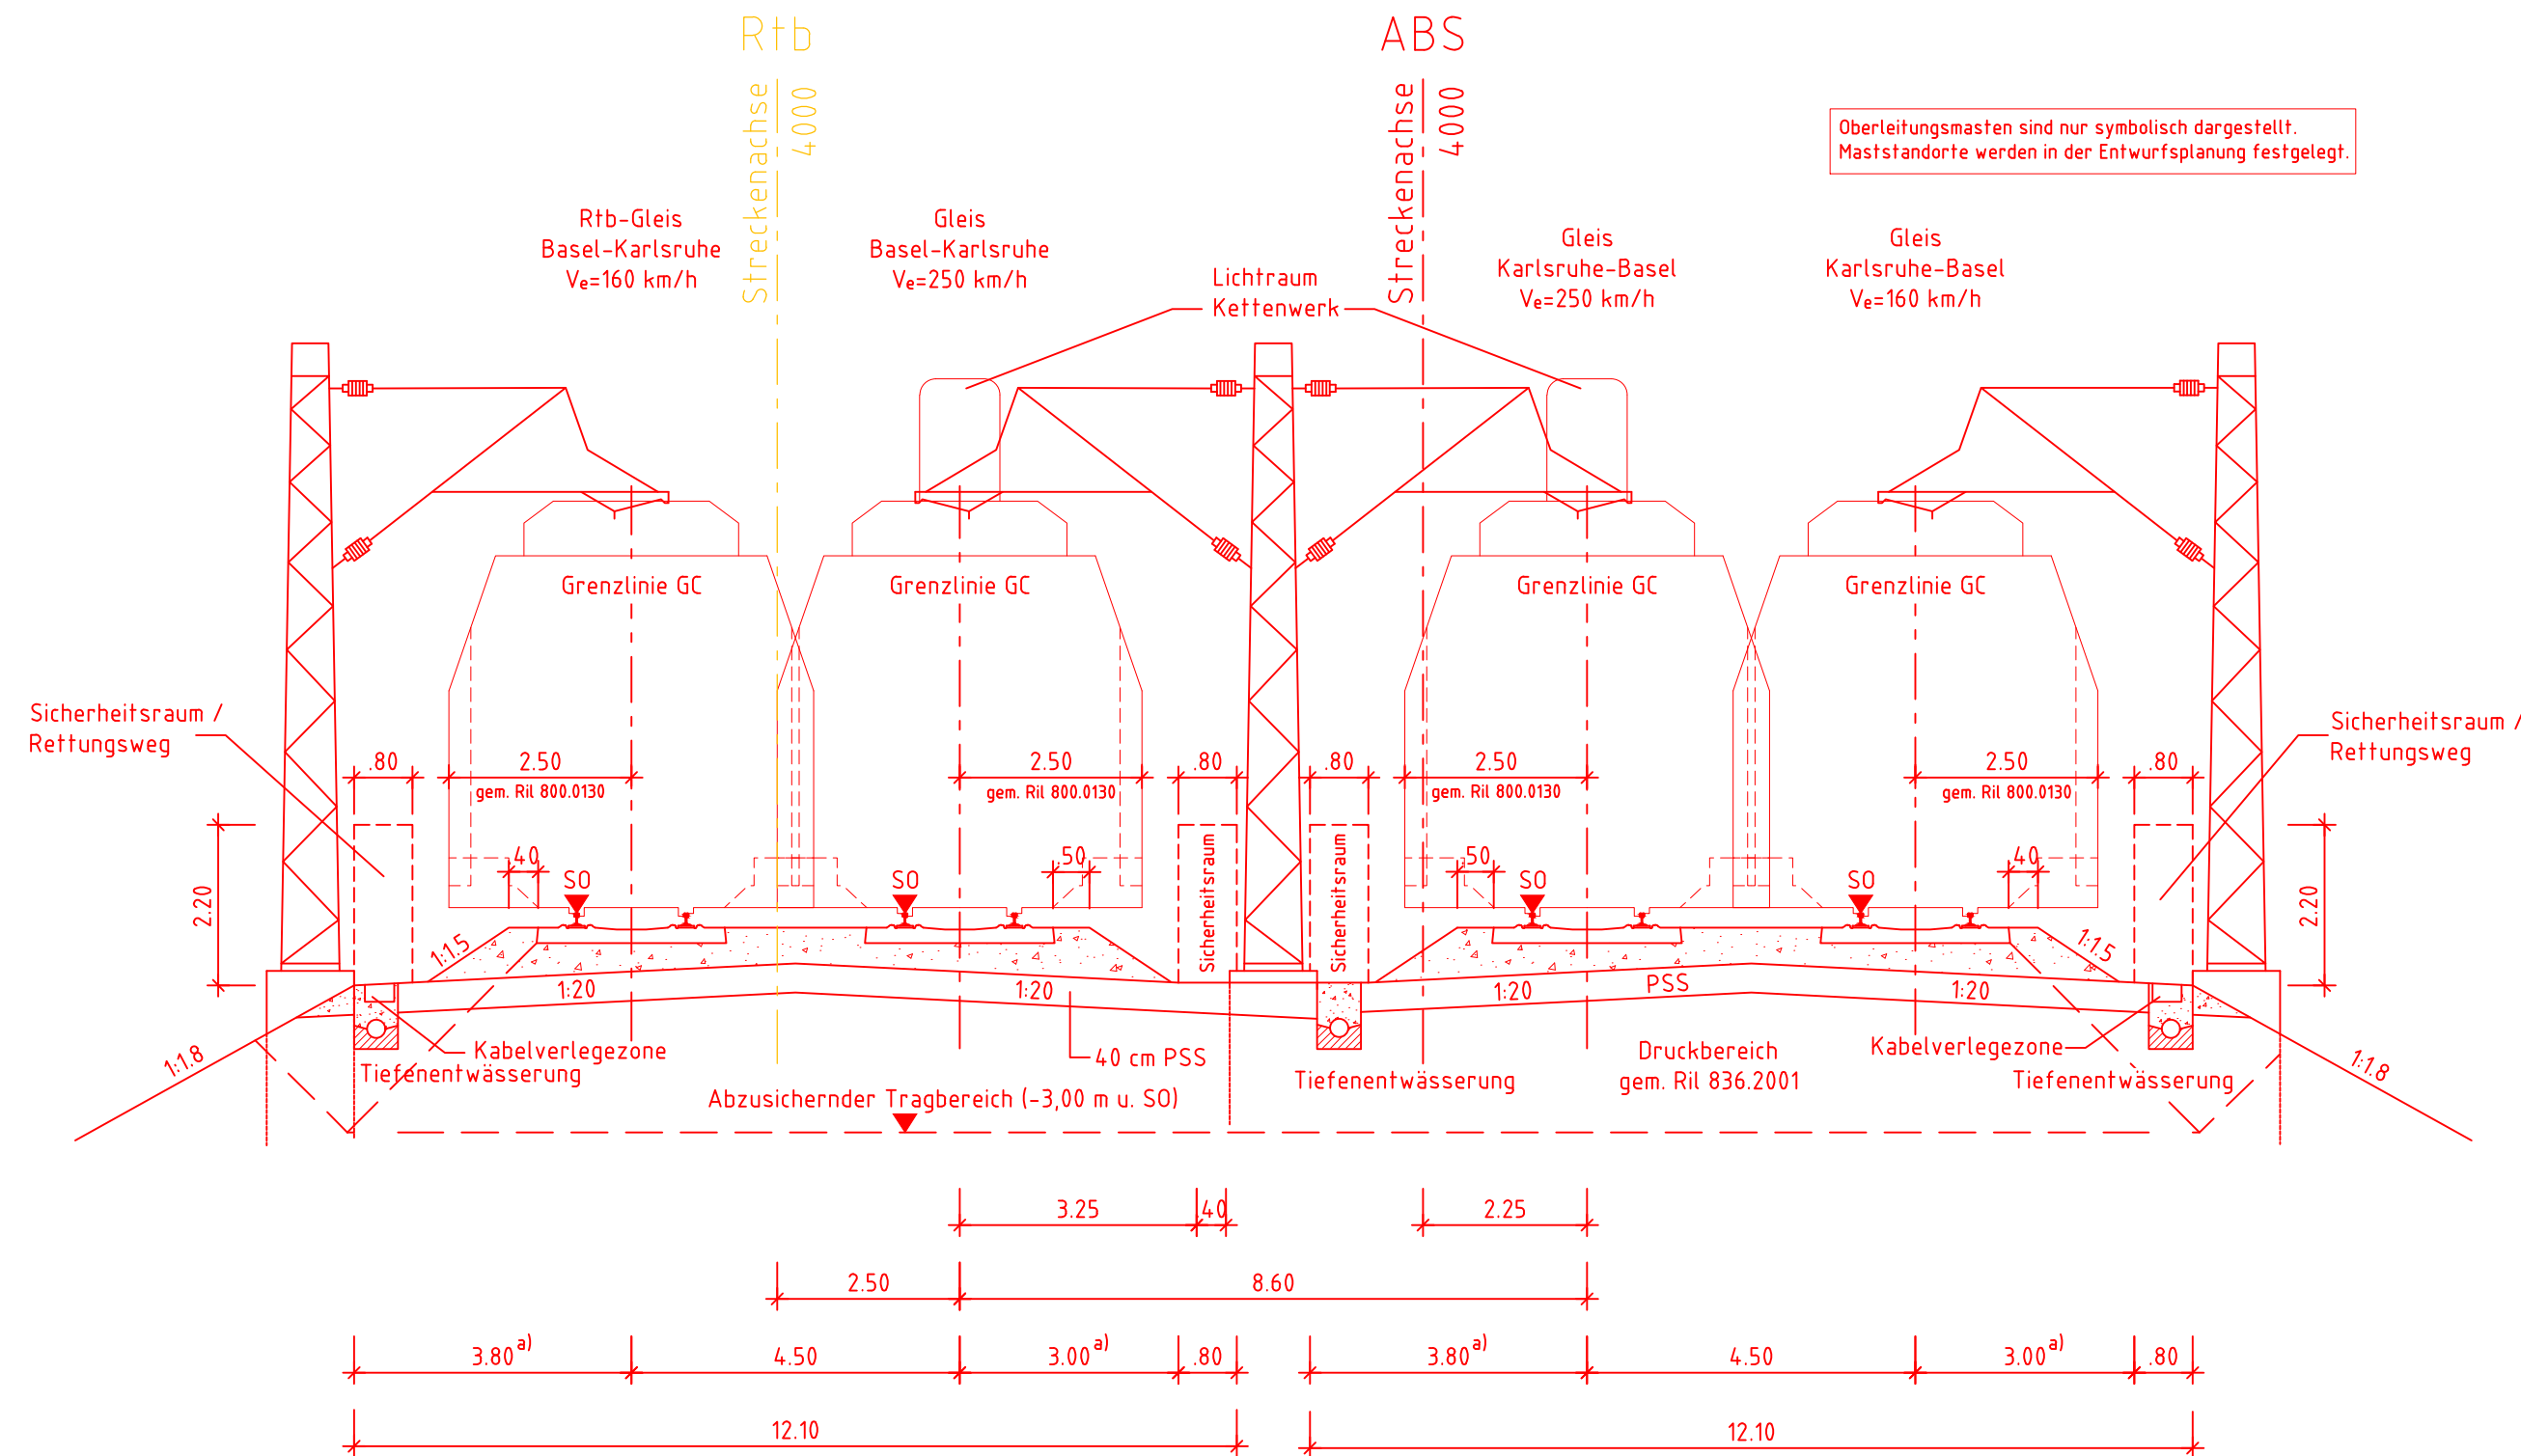 Rtb
ABS
Streckenachse
4000
Streckenachse
4000
Oberleitungsmasten sind nur symbolisch dargestellt.
Maststandorte werden in der Entwurfsplanung festgelegt.
Rtb-Gleis
Basel-Karlsruhe
Ve=160 km/h
Gleis
Basel-Karlsruhe
Ve=250 km/h
Gleis
Karlsruhe-Basel
Ve=250 km/h
Gleis
Karlsruhe-Basel
Ve=160 km/h
Lichtraum
Kettenwerk
Grenzlinie GC
Grenzlinie GC
Grenzlinie GC
Grenzlinie GC
Sicherheitsraum /
Rettungsweg
Sicherheitsraum /
Rettungsweg
.80
2.50
gem. Ril 800.0130
2.50
gem. Ril 800.0130
.80
.80
2.50
gem. Ril 800.0130
2.50
gem. Ril 800.0130
.80
2.20
.40
SO
SO
.50
Sicherheitsraum
Sicherheitsraum
.50
SO
SO
.40
2.20
1:1.5
1:20
1:20
1:20
PSS
1:20
1:1.5
1:1.8
Kabelverlegezone
Tiefenentwässerung
40 cm PSS
Abzusichernder Tragbereich (-3,00 m u. SO)
Tiefenentwässerung
Druckbereich
gem. Ril 836.2001
Kabelverlegezone
Tiefenentwässerung
1:1.8
3.25
.40
2.25
2.50
8.60
3.80 a)
4.50
3.00 a)
.80
3.80 a)
4.50
3.00 a)
.80
12.10
12.10